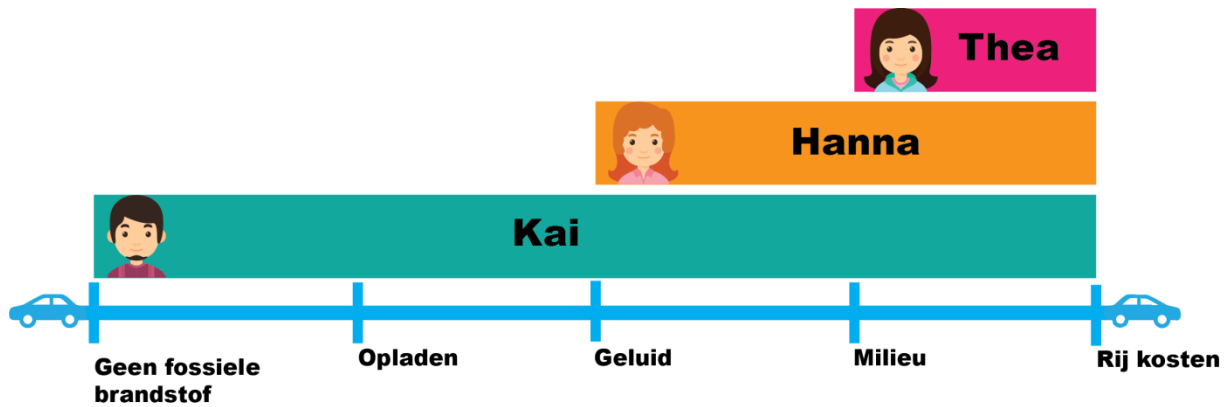 Thea
Hanna
Kai
Geen fossiele
brandstof
Opladen
Geluid
Milieu
Rij kosten